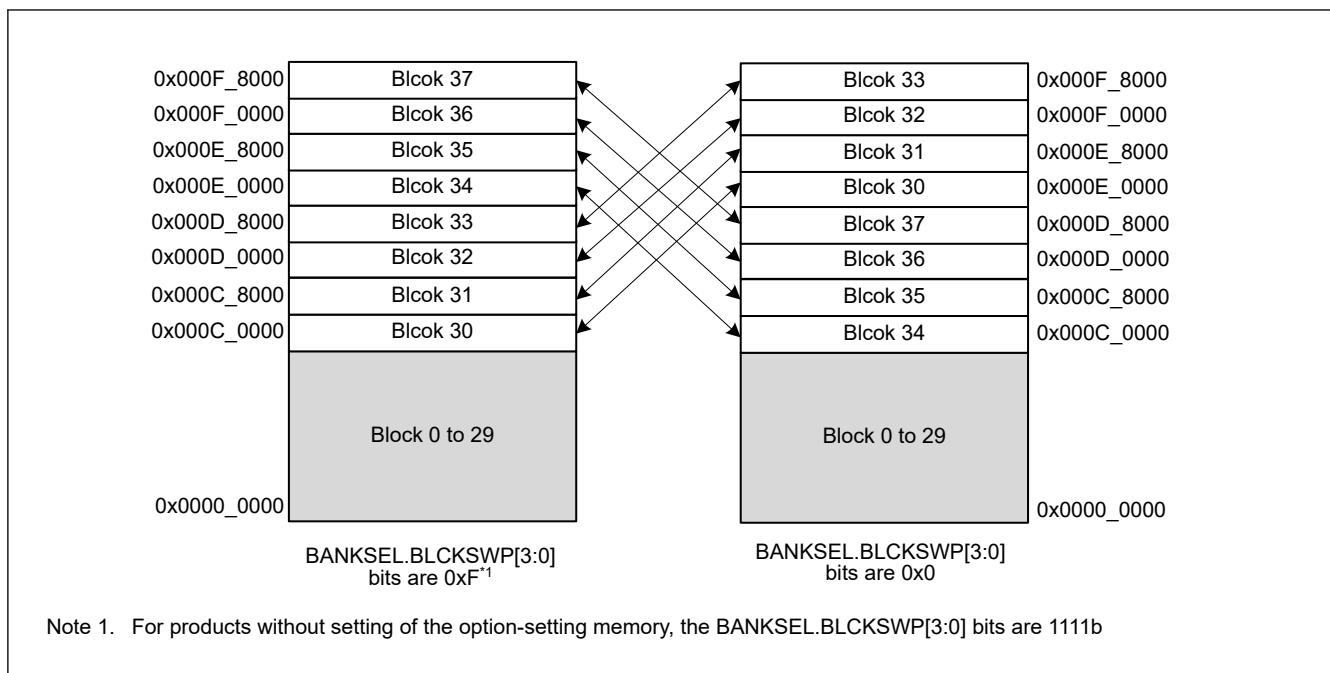 0x000F_8000 Blcok 37 Blcok 33 0x000F_8000
0x000F_0000 Blcok 36 Blcok 32 0x000F_0000
0x000E_8000 Blcok 35 Blcok 31 0x000E_8000
0x000E_0000 Blcok 34 Blcok 30 0x000E_0000
0x000D_8000 Blcok 33 Blcok 37 0x000D_8000
0x000D_0000 Blcok 32 Blcok 36 0x000D_0000
0x000C_8000 Blcok 31 Blcok 35 0x000C_8000
0x000C_0000 Blcok 30 Blcok 34 0x000C_0000
Block 0 to 29 Block 0 to 29
0x0000_0000 0x0000_0000
BANKSEL.BLCKSWP[3:0] BANKSEL.BLCKSWP[3:0]
bits are 0xF*1 bits are 0x0
Note 1. For products without setting of the option-setting memory, the BANKSEL.BLCKSWP[3:0] bits are 1111b